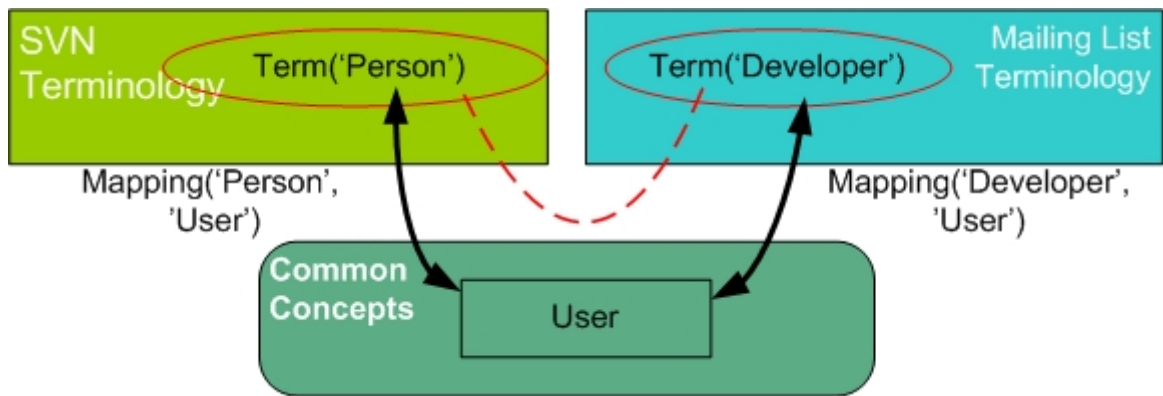 SVN
Terminology
Term(‘Person’)
Term(‘Developer’)
Mailing List
Terminology
Mapping(‘Person’,
’User’)
Mapping(‘Developer’,
’User’)
Common
Concepts
User